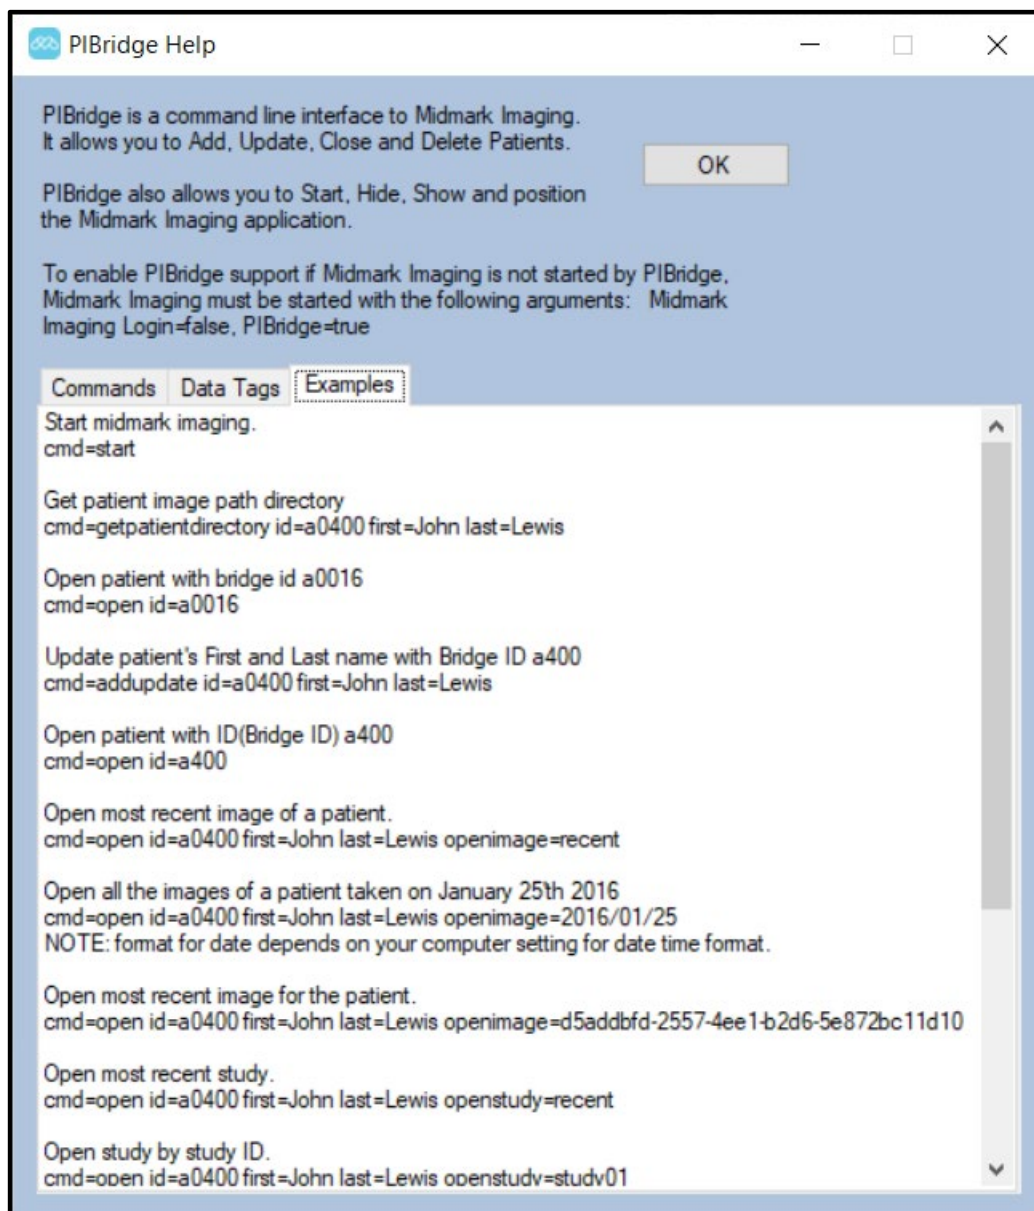 PIBridge Help
PIBridge is a command line interface to Midmark Imaging.
It allows you to Add, Update, Close and Delete Patients.
OK
PIBridge also allows you to Start, Hide, Show and position
the Midmark Imaging application.
To enable PIBridge support if Midmark Imaging is not started by PIBridge,
Midmark Imaging must be started with the following arguments:   Midmark
Imaging Login=false, PIBridge=true
Commands Data Tags Examples
Start midmark imaging.
cmd=start
Get patient image path directory
cmd=getpatientdirectory id=a0400 first=John last=Lewis
Open patient with bridge id a0016
cmd=open id=a0016
Update patient's First and Last name with Bridge ID a400
cmd=addupdate id=a0400 first=John last=Lewis
Open patient with ID(Bridge ID) a400
cmd=open id=a400
Open most recent image of a patient.
cmd=open id=a0400 first=John last=Lewis openimage=recent
Open all the images of a patient taken on January 25'th 2016
cmd=open id=a0400 first=John last=Lewis openimage=2016/01/25
NOTE: format for date depends on your computer setting for date time format.
Open most recent image for the patient.
cmd=open id=a0400 first=John last=Lewis openimage=d5addbfd-2557-4ee1-b2d6-5e872bc11d10
Open most recent study.
cmd=open id=a0400 first=John last=Lewis openstudy=recent
Open study by study ID.
cmd=open id=a0400 first=John last=Lewis openstudy=study01